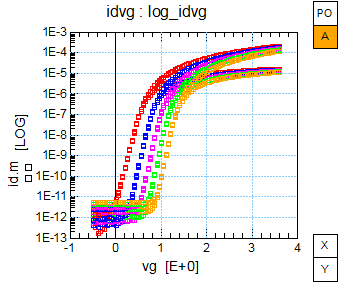 idvg : log_idvg
PO
A
1E-3
1E-4
1E-5
1E-6
1E-7
1E-8
1E-9
1E-10
1E-11
1E-12
1E-13
id.m [LOG]
-1 0 1 2 3 4
vg [E+0]
X
Y